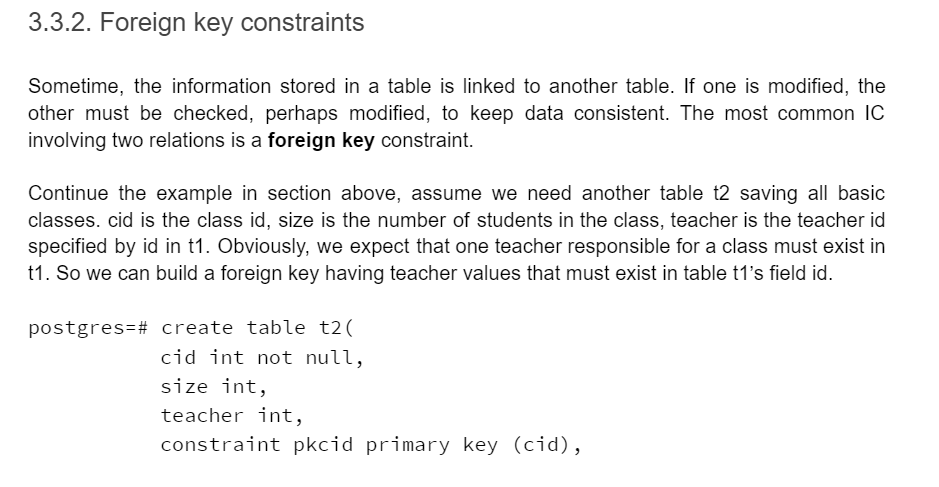 3.3.2. Foreign key constraints
Sometime, the information stored in a table is linked to another table. If one is modified, the
other must be checked, perhaps modified, to keep data consistent. The most common IC
involving two relations is a foreign key constraint.
Continue the example in section above, assume we need another table t2 saving all basic
classes. cid is the class id, size is the number of students in the class, teacher is the teacher id
specified by id in t1. Obviously, we expect that one teacher responsible for a class must exist in
t1. So we can build a foreign key having teacher values that must exist in table t1's field id.
postgres=# create table t2(
cid int not null,
size int,
teacher int,
constraint pkcid primary key (cid),